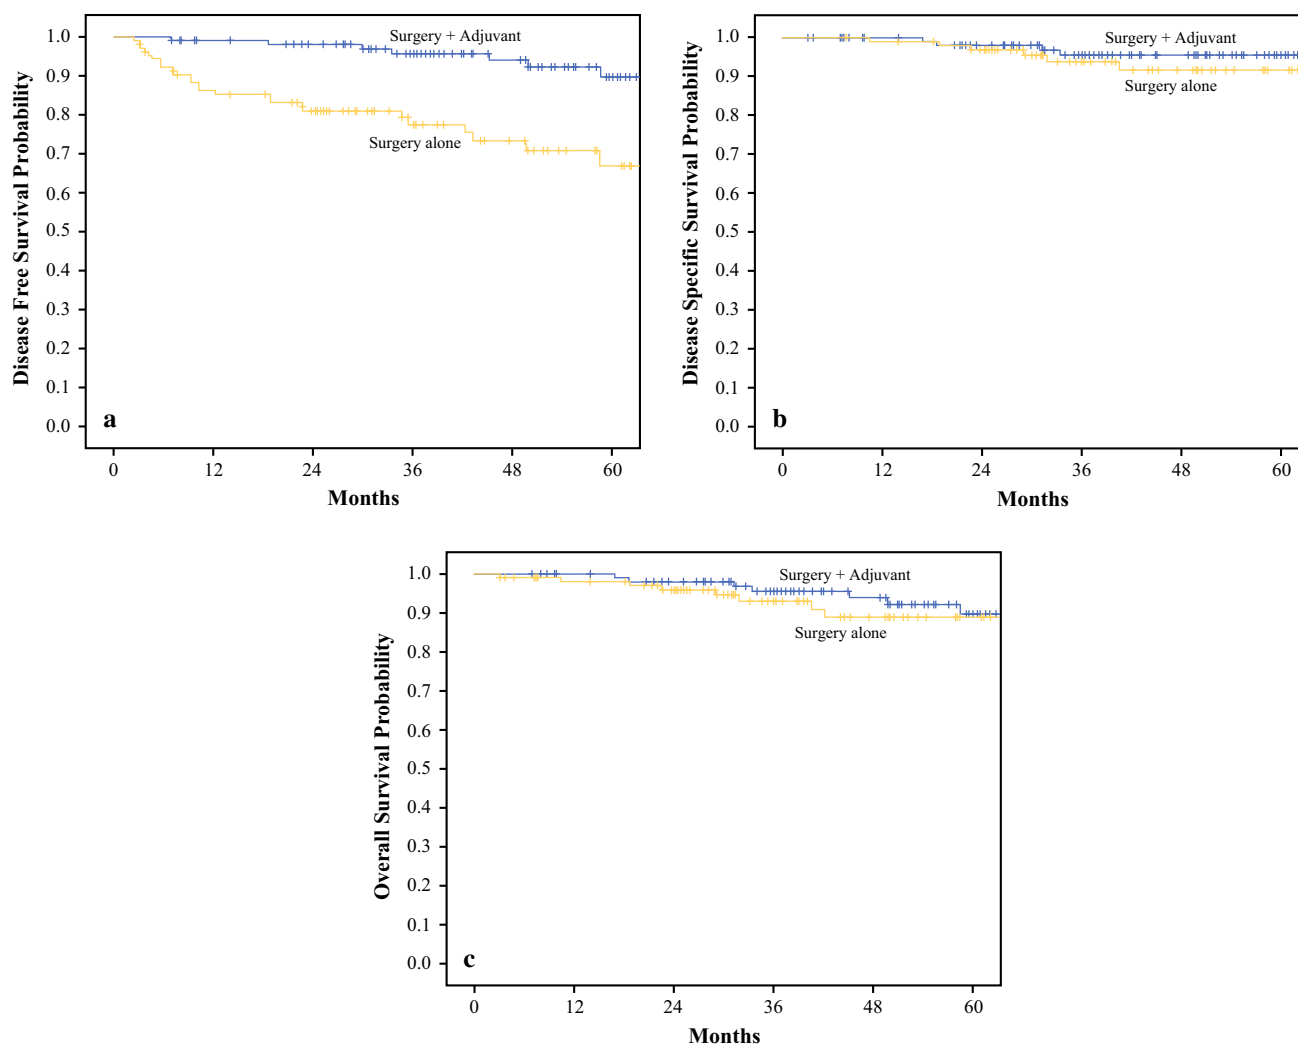 Disease Free Survival Probability
1.0
0.9
0.8
0.7
0.6
0.5
0.4
0.3
0.2
0.1
0.0
Surgery + Adjuvant
Surgery alone
a
0 12 24 36 48 60
Months
Disease Specific Survival Probability
1.0
0.9
0.8
0.7
0.6
0.5
0.4
0.3
0.2
0.1
0.0
Surgery + Adjuvant
Surgery alone
b
0 12 24 36 48 60
Months
Overall Survival Probability
1.0
0.9
0.8
0.7
0.6
0.5
0.4
0.3
0.2
0.1
0.0
Surgery + Adjuvant
Surgery alone
c
0 12 24 36 48 60
Months